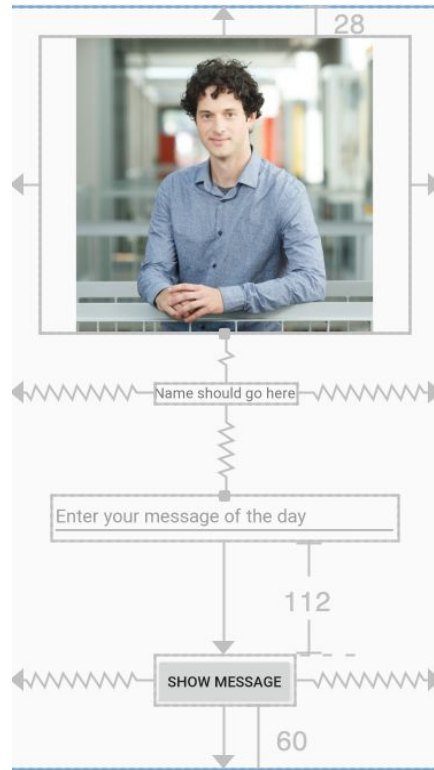 28
Name should go here
Enter your message of the day
112
SHOW MESSAGE
60